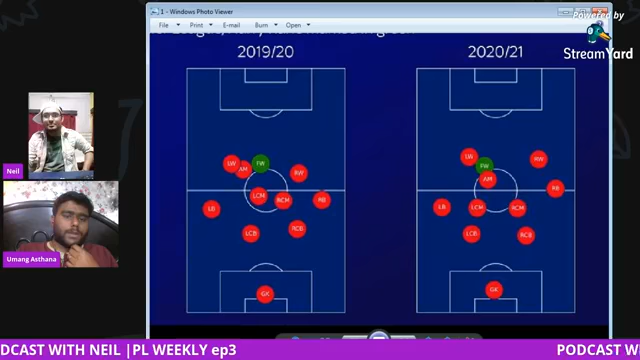 1 - Windows Photo Viewer
File Print E-mail Burn Open
Powered by
StreamYard
2019/20
2020/21
LW AM FW RW
LCM RCM RB
LB
LCB RCB
GK
LW FW RW
AM RB
LB LCM RCM
LCB RCB
GK
Neil
Umang Asthana
DCAST WITH NEIL |PL WEEKLY ep3
PODCAST W